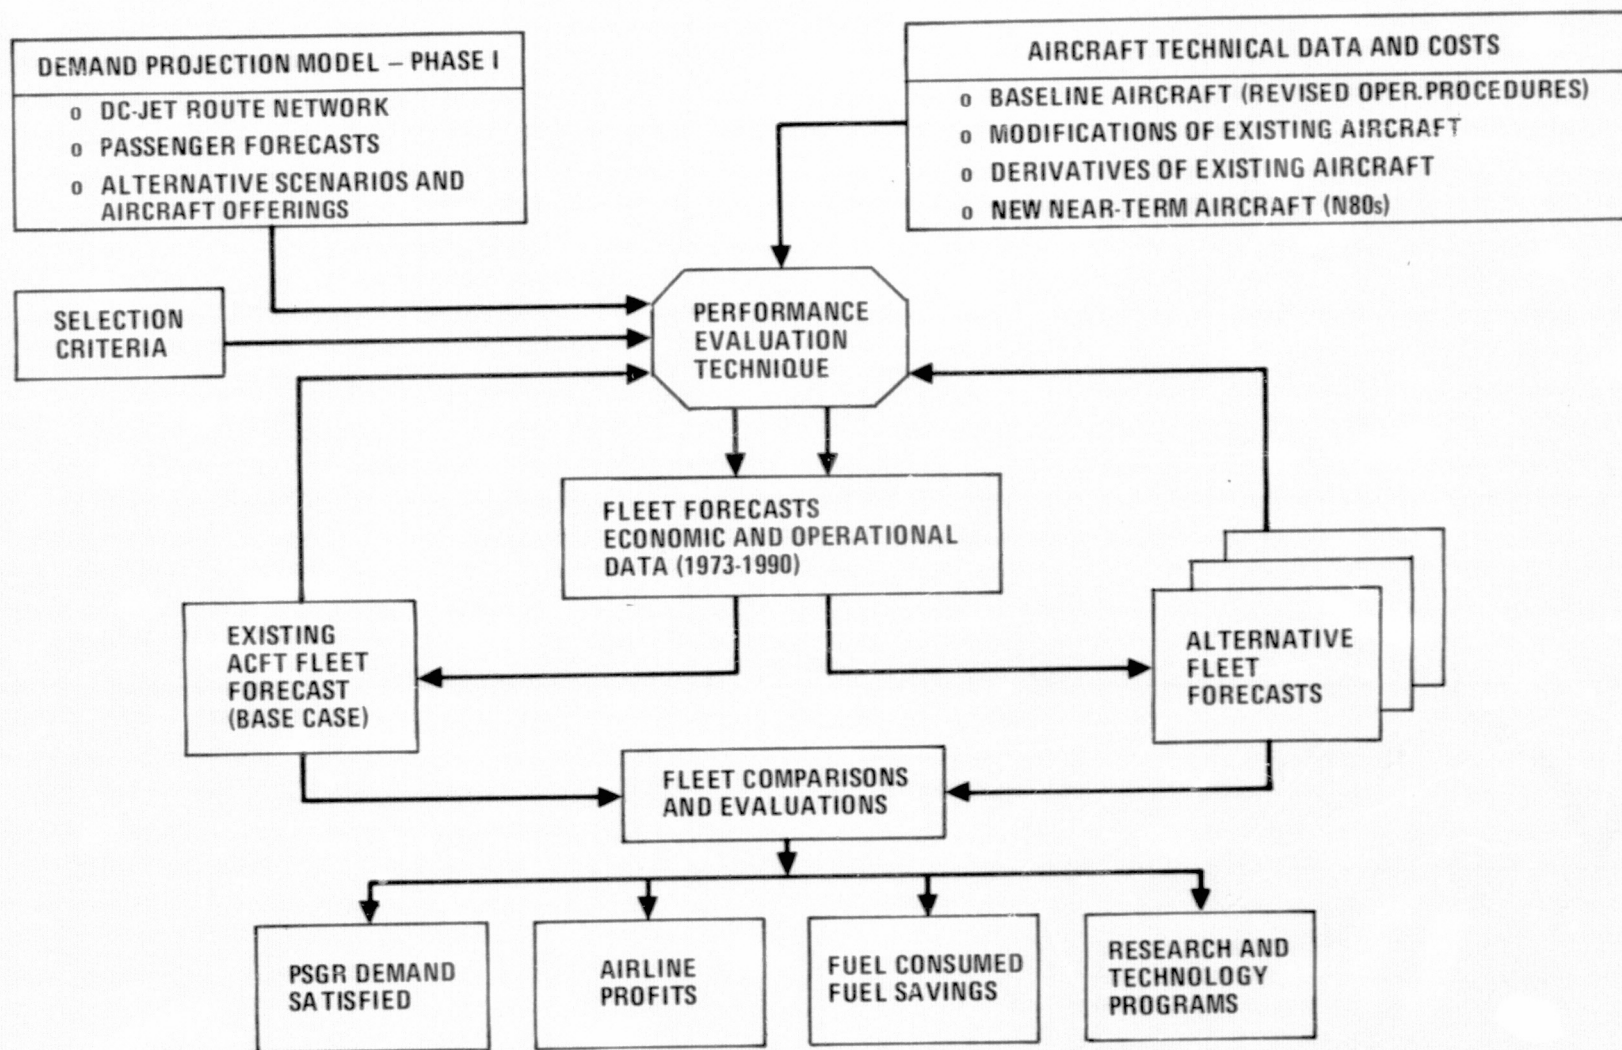 DEMAND PROJECTION MODEL – PHASE I
o DC-JET ROUTE NETWORK
o PASSENGER FORECASTS
o ALTERNATIVE SCENARIOS AND
AIRCRAFT OFFERINGS
AIRCRAFT TECHNICAL DATA AND COSTS
o BASELINE AIRCRAFT (REVISED OPER.PROCEDURES)
o MODIFICATIONS OF EXISTING AIRCRAFT
o DERIVATIVES OF EXISTING AIRCRAFT
o NEW NEAR-TERM AIRCRAFT (N80s)
SELECTION
CRITERIA
PERFORMANCE
EVALUATION
TECHNIQUE
FLEET FORECASTS
ECONOMIC AND OPERATIONAL
DATA (1973-1990)
EXISTING
ACFT FLEET
FORECAST
(BASE CASE)
ALTERNATIVE
FLEET
FORECASTS
FLEET COMPARISONS
AND EVALUATIONS
PSGR DEMAND
SATISFIED
AIRLINE
PROFITS
FUEL CONSUMED
FUEL SAVINGS
RESEARCH AND
TECHNOLOGY
PROGRAMS